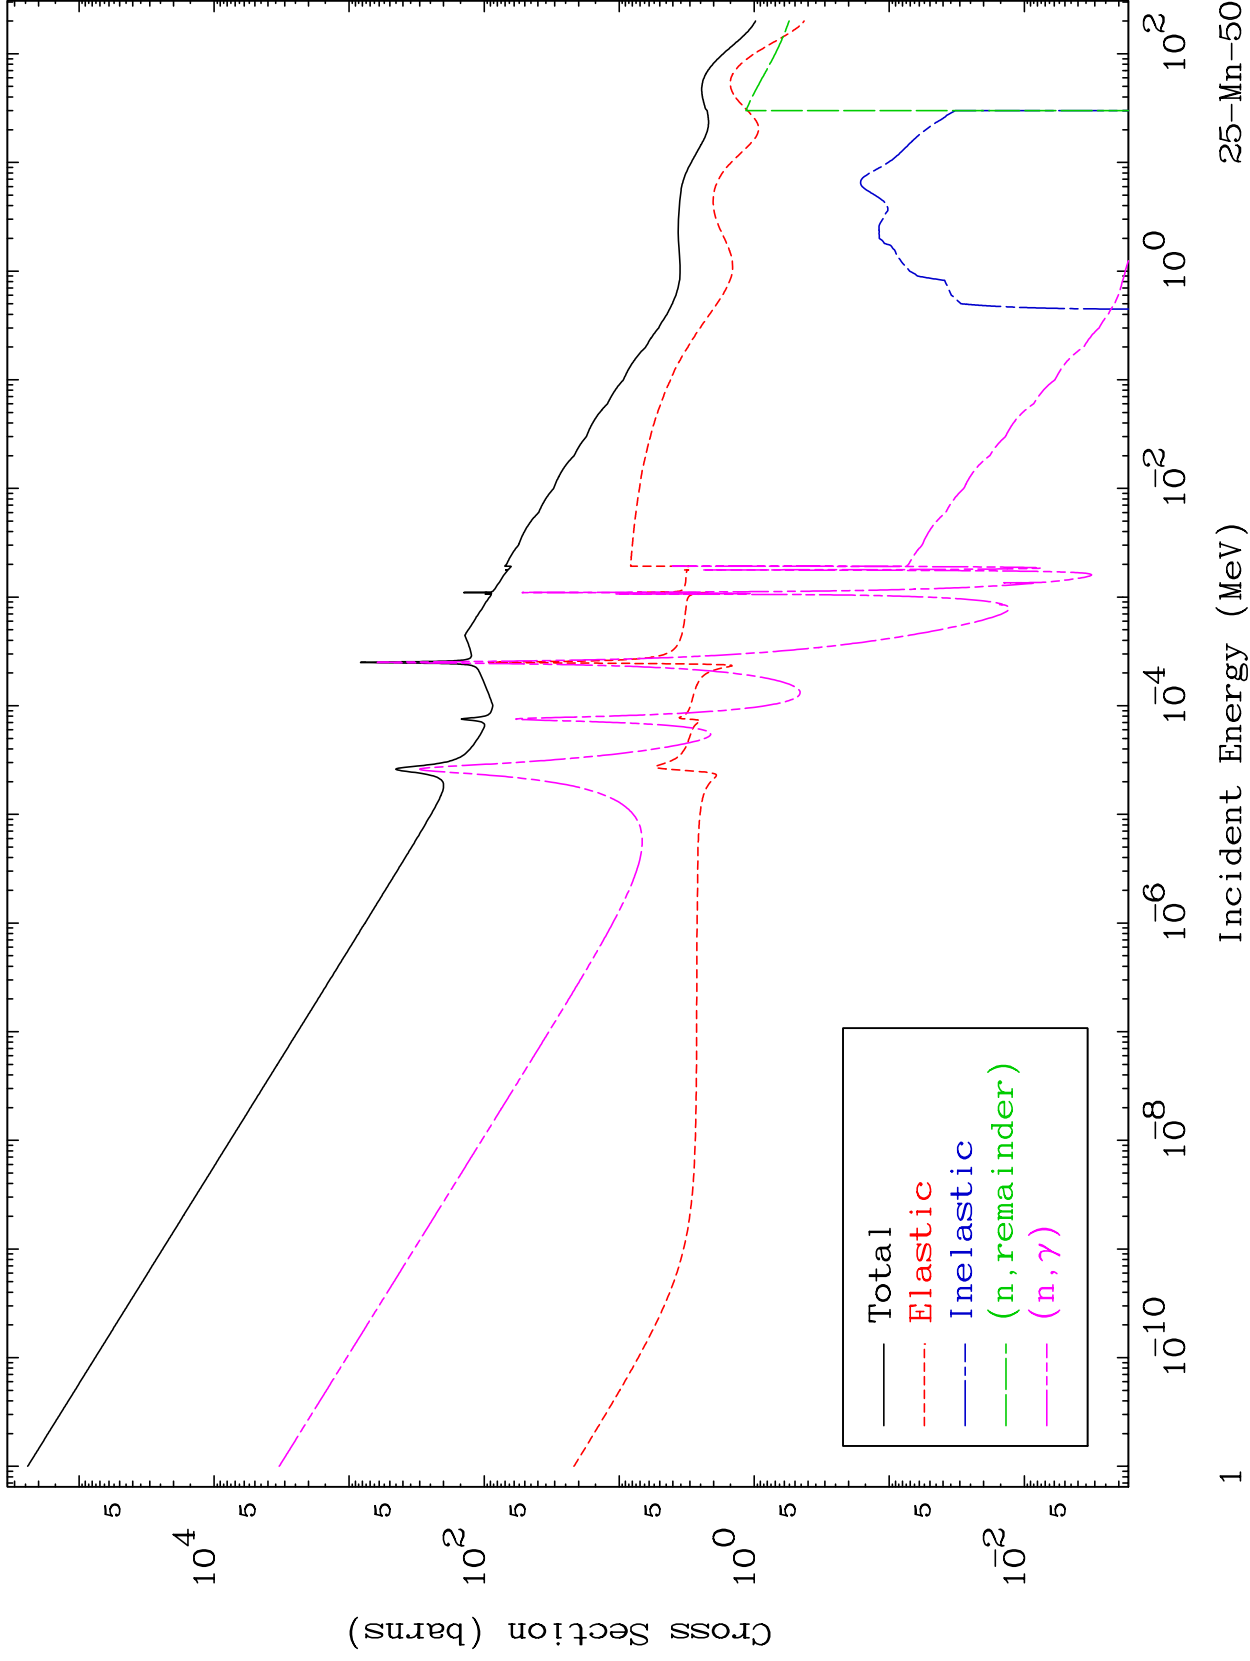 Cross Section (barns)
10^4
5
10^2
5
5
10^0
5
5
10^-2
5
5
Total
Elastic
Inelastic
(n,remainder)
(n,γ)
10^-10
10^-8
10^-6
10^-4
10^-2
10^0
10^2
Incident Energy (MeV)
1
25-Mn-50